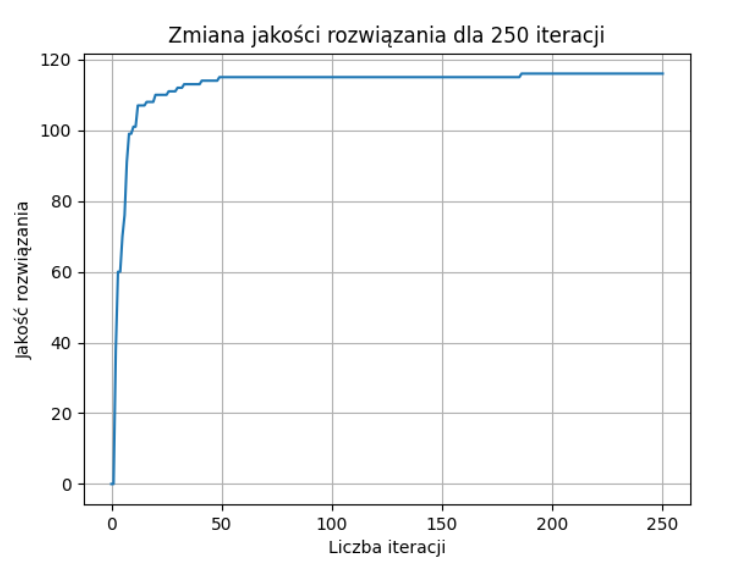 Zmiana jakości rozwiązania dla 250 iteracji
120
100
80
60
40
20
0
Jakość rozwiązania
0 50 100 150 200 250
Liczba iteracji